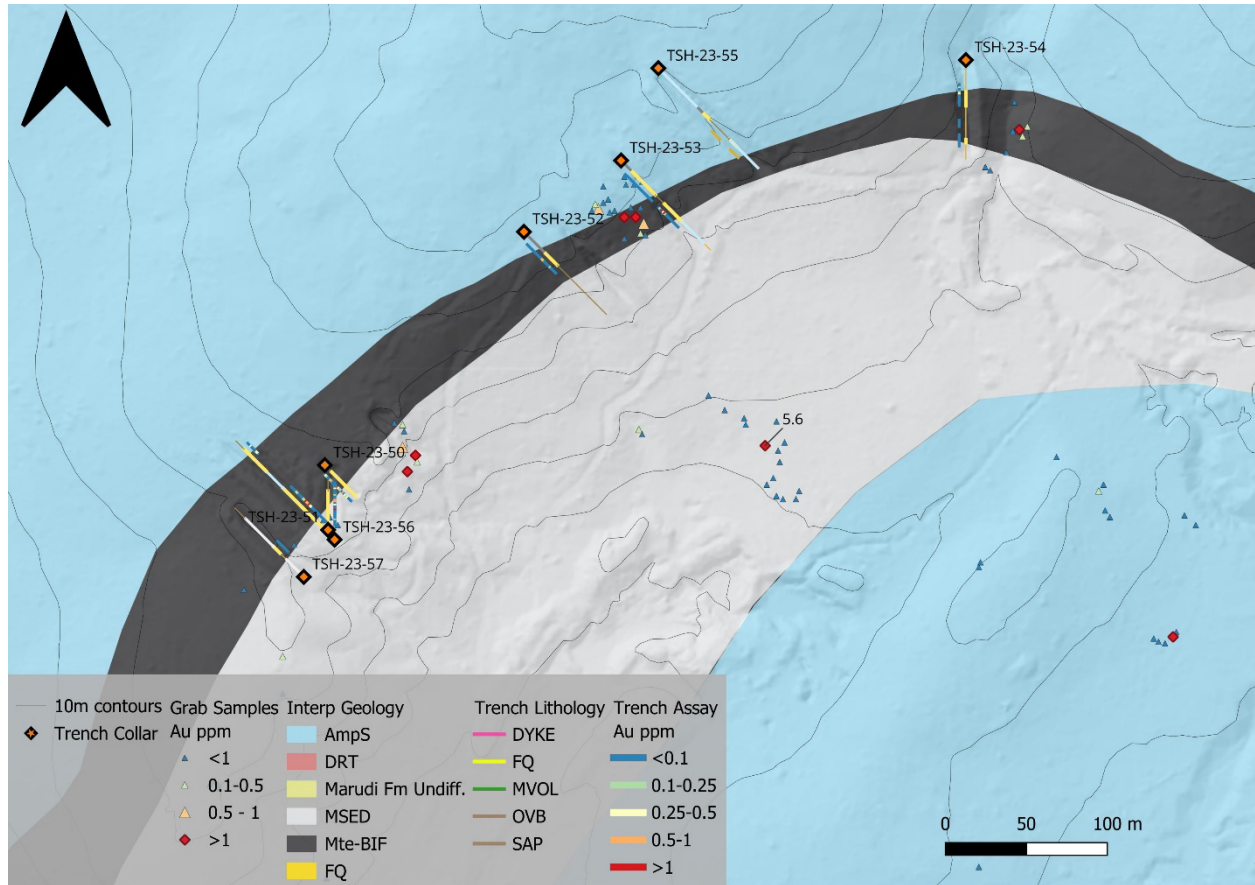 TSH-23-55
TSH-23-54
TSH-23-53
TSH-23-52
5.6
TSH-23-50
TSH-23-51
TSH-23-56
TSH-23-57
10m contours
Trench Collar
Grab Samples
Au ppm
<1
0.1-0.5
0.5 - 1
>1
Interp Geology
AmpS
DRT
Marudi Fm Undiff.
MSED
Mte-BIF
FQ
Trench Lithology
DYKE
FQ
MVOL
OVB
SAP
Trench Assay
Au ppm
<0.1
0.1-0.25
0.25-0.5
0.5-1
>1
0 50 100 m